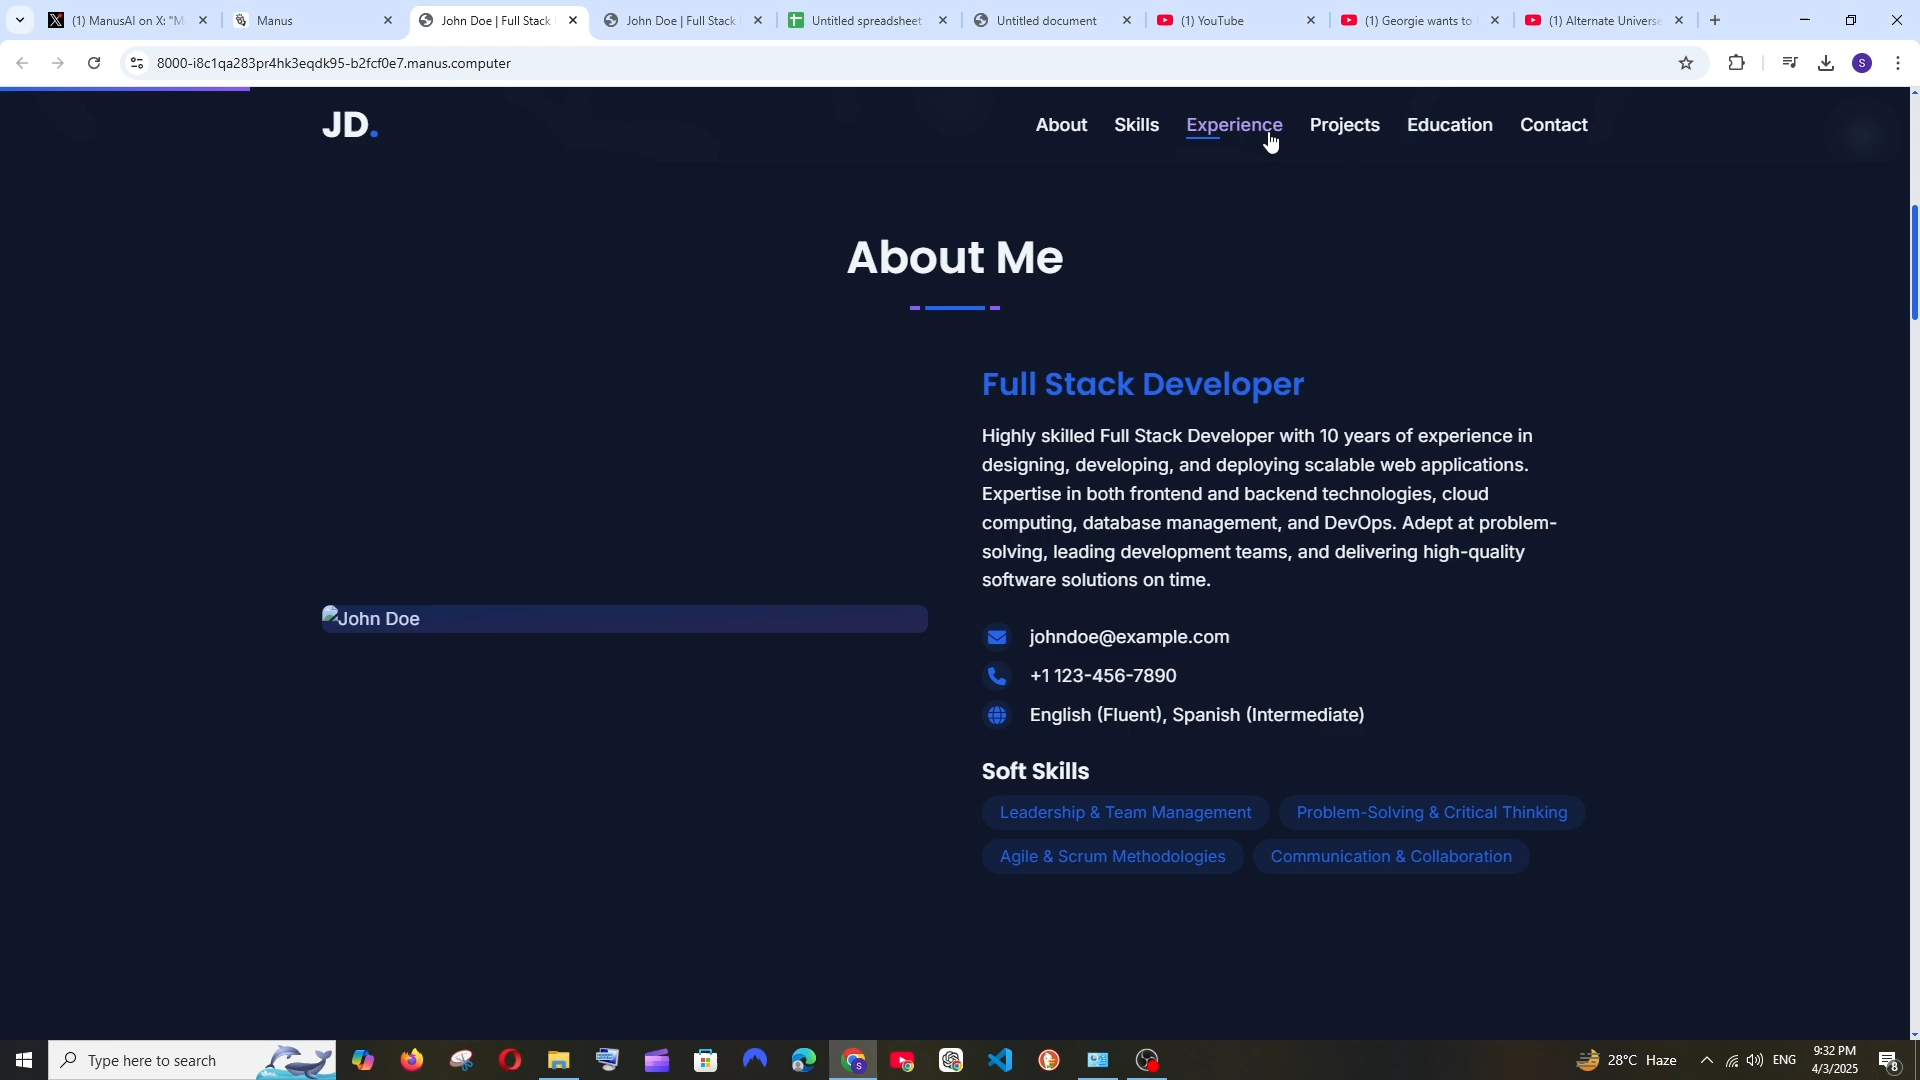 (1) ManusAI on X: "M
Manus
John Doe | Full Stack
John Doe | Full Stack
Untitled spreadsheet
Untitled document
(1) YouTube
(1) Georgie wants to
(1) Alternate Universe
8000-i8c1qa283pr4hk3eqdk95-b2fcf0e7.manus.computer
S
JD.
About
Skills
Experience
Projects
Education
Contact
About Me
Full Stack Developer
Highly skilled Full Stack Developer with 10 years of experience in
designing, developing, and deploying scalable web applications.
Expertise in both frontend and backend technologies, cloud
computing, database management, and DevOps. Adept at problem-
solving, leading development teams, and delivering high-quality
software solutions on time.
John Doe
johndoe@example.com
+1 123-456-7890
English (Fluent), Spanish (Intermediate)
Soft Skills
Leadership & Team Management
Problem-Solving & Critical Thinking
Agile & Scrum Methodologies
Communication & Collaboration
Type here to search
28°C Haze
ENG
9:32 PM
4/3/2025
8